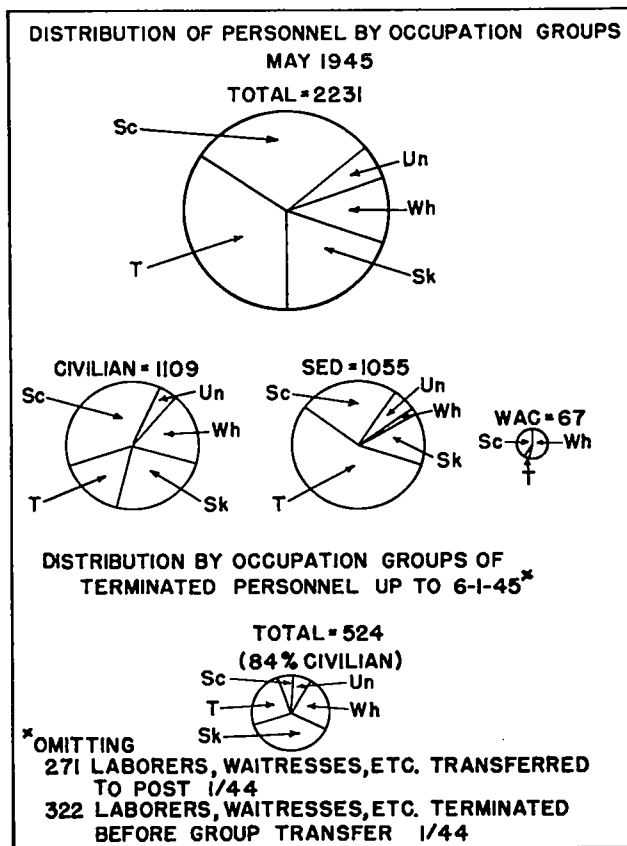 DISTRIBUTION OF PERSONNEL BY OCCUPATION GROUPS
MAY 1945
TOTAL = 2231
Sc
Un
Wh
T
Sk
CIVILIAN = 1109
Sc
Un
Wh
T
Sk
SED = 1055
Sc
Un
Wh
Sk
T
WAC = 67
Sc
Wh
T
DISTRIBUTION BY OCCUPATION GROUPS OF
TERMINATED PERSONNEL UP TO 6-1-45*
TOTAL = 524
(84% CIVILIAN)
Sc
Un
T
Wh
Sk
*OMITTING
271 LABORERS, WAITRESSES, ETC. TRANSFERRED
TO POST 1/44
322 LABORERS, WAITRESSES, ETC. TERMINATED
BEFORE GROUP TRANSFER 1/44